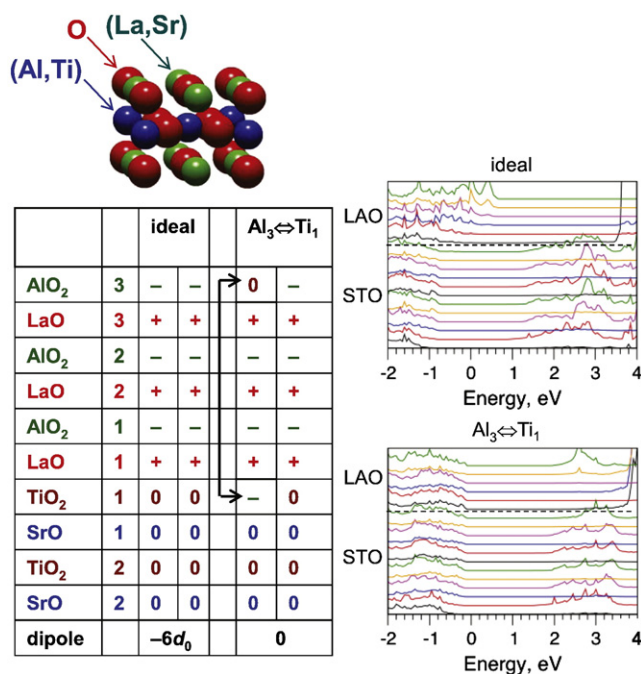 O
(La,Sr)
(Al,Ti)
ideal Al₃⇔Ti₁
AlO₂ 3 – – 0 –
LaO 3 + + + +
AlO₂ 2 – – – –
LaO 2 + + + +
AlO₂ 1 – – – –
LaO 1 + + + +
TiO₂ 1 0 0 – 0
SrO 1 0 0 0 0
TiO₂ 2 0 0 0 0
SrO 2 0 0 0 0
dipole –6d₀ 0
ideal
LAO
STO
-2 -1 0 1 2 3 4
Energy, eV
Al₃⇔Ti₁
LAO
STO
-2 -1 0 1 2 3 4
Energy, eV